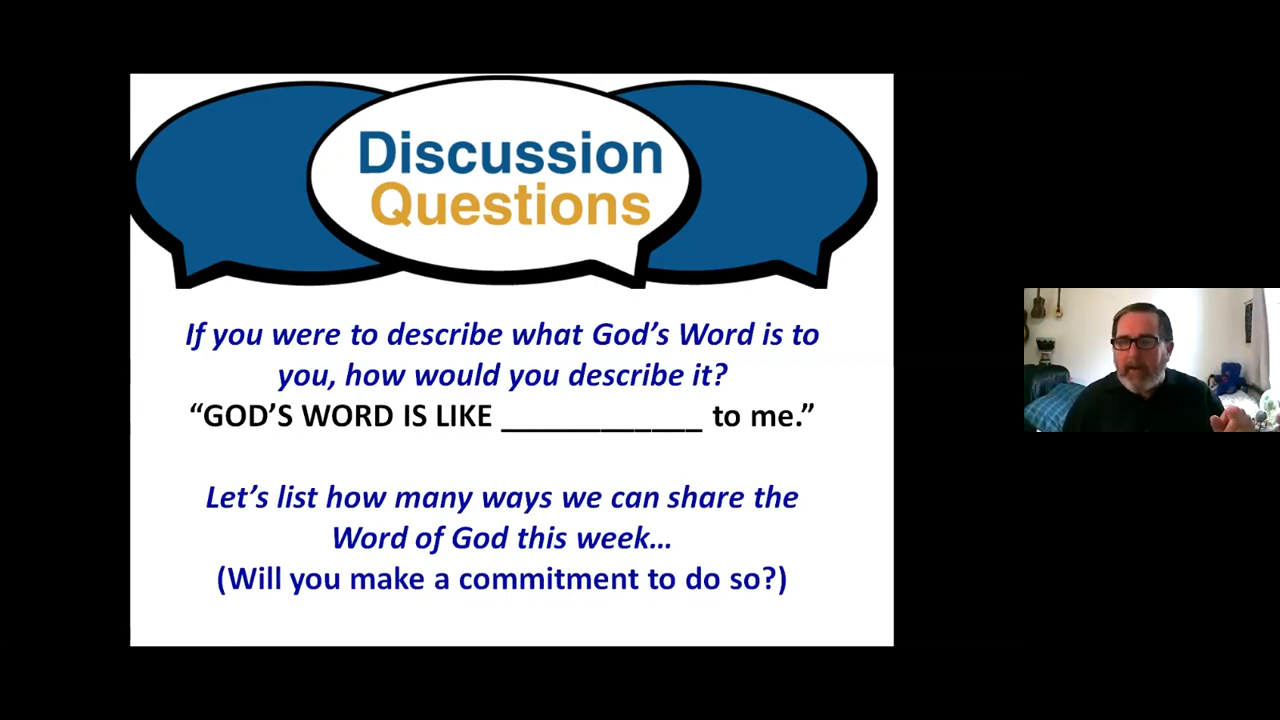 Discussion
Questions
If you were to describe what God’s Word is to
you, how would you describe it?
“GOD’S WORD IS LIKE ____________ to me.”
Let’s list how many ways we can share the
Word of God this week…
(Will you make a commitment to do so?)